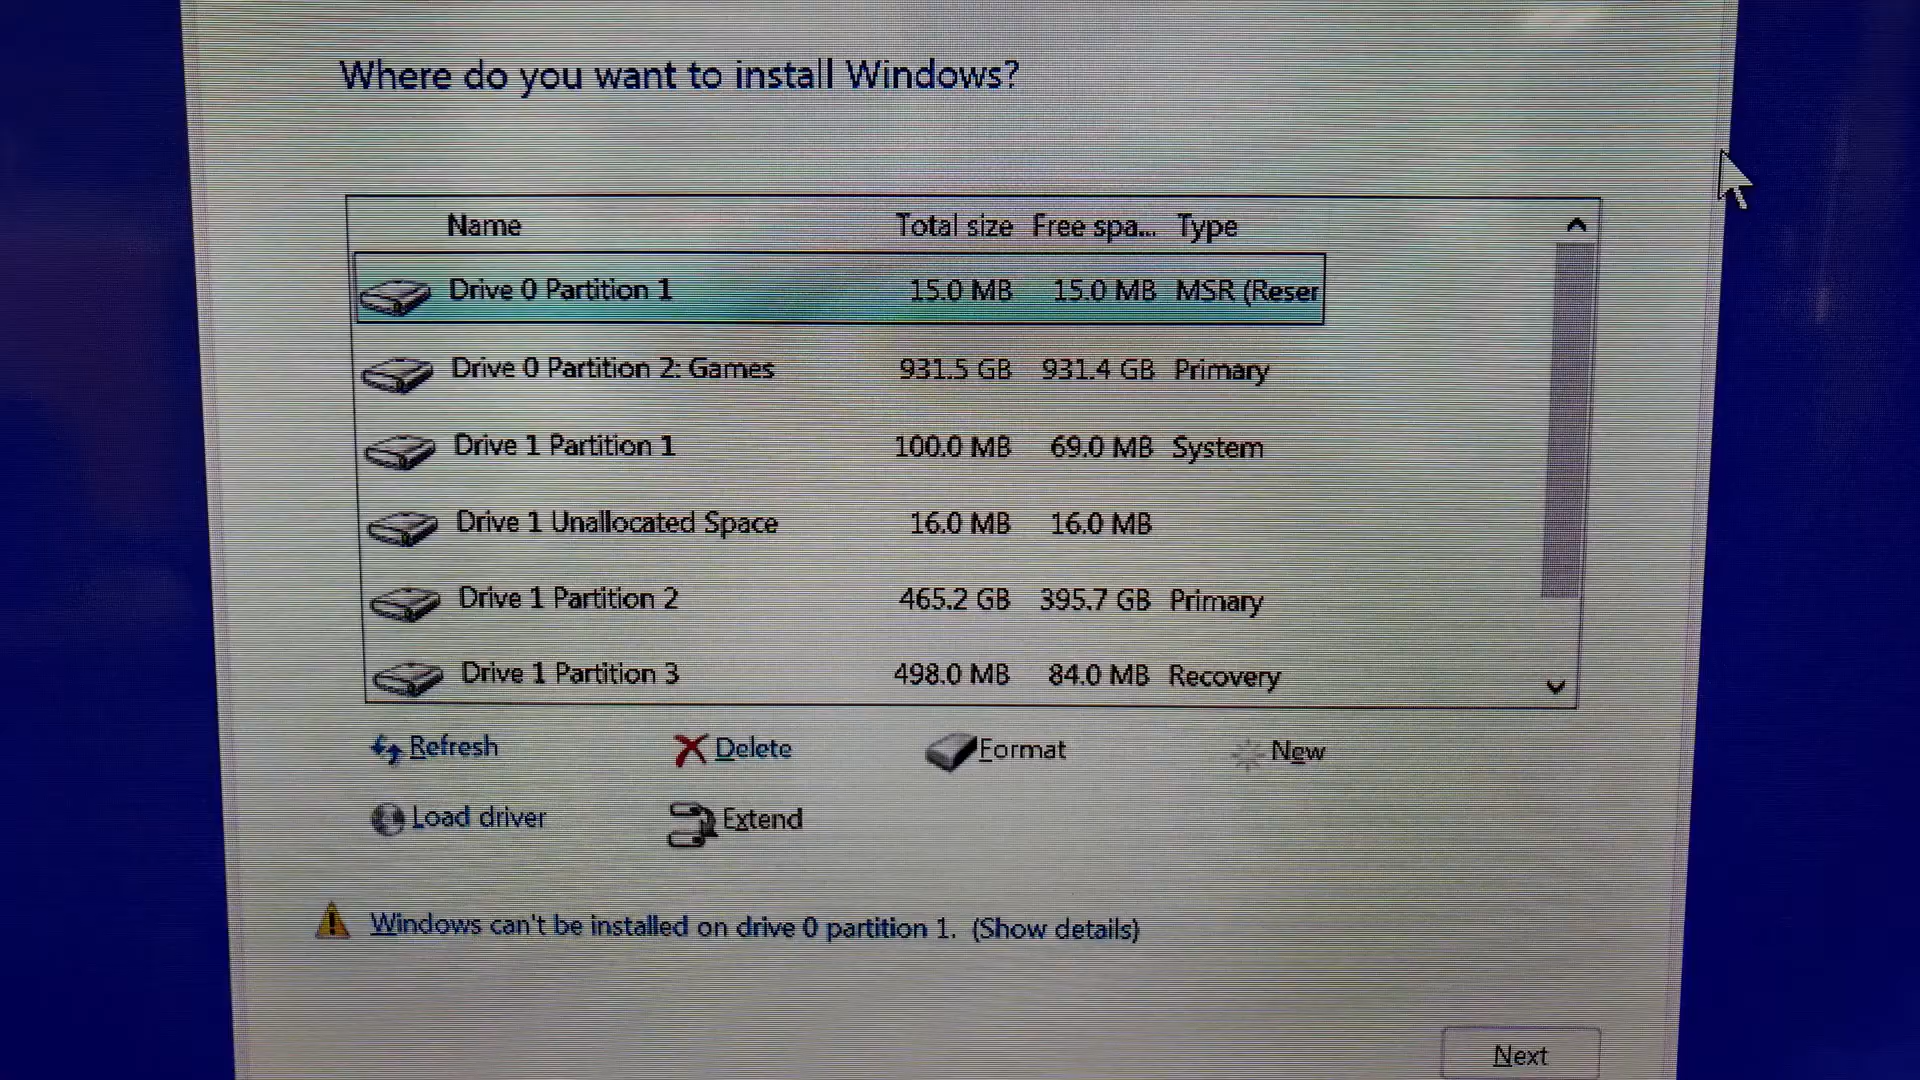 Where do you want to install Windows?
Name Total size Free spa... Type
Drive 0 Partition 1 15.0 MB 15.0 MB MSR (Reser
Drive 0 Partition 2: Games 931.5 GB 931.4 GB Primary
Drive 1 Partition 1 100.0 MB 69.0 MB System
Drive 1 Unallocated Space 16.0 MB 16.0 MB
Drive 1 Partition 2 465.2 GB 395.7 GB Primary
Drive 1 Partition 3 498.0 MB 84.0 MB Recovery
Refresh Delete Format New
Load driver Extend
Windows can't be installed on drive 0 partition 1. (Show details)
Next